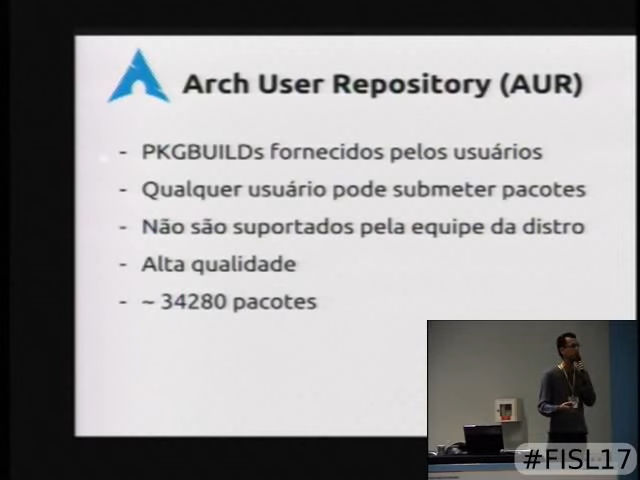 Arch User Repository (AUR)
- PKGBUILDs fornecidos pelos usuários
- Qualquer usuário pode submeter pacotes
- Não são suportados pela equipe da distro
- Alta qualidade
- ~ 34280 pacotes
#FISL17